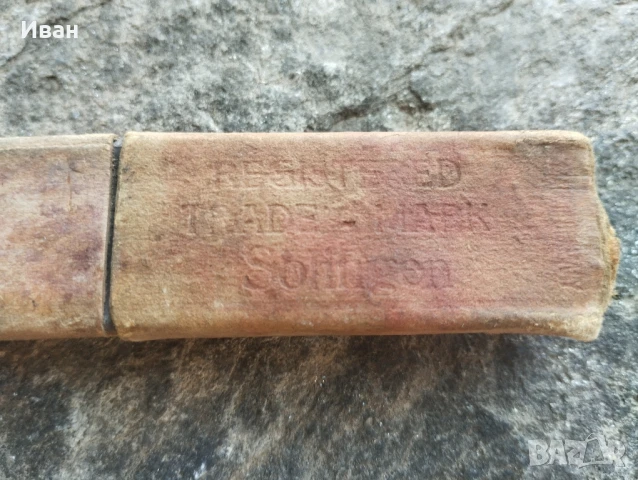 Иван
REGISTERED
TRADE MARK
Solingen
BAZAR